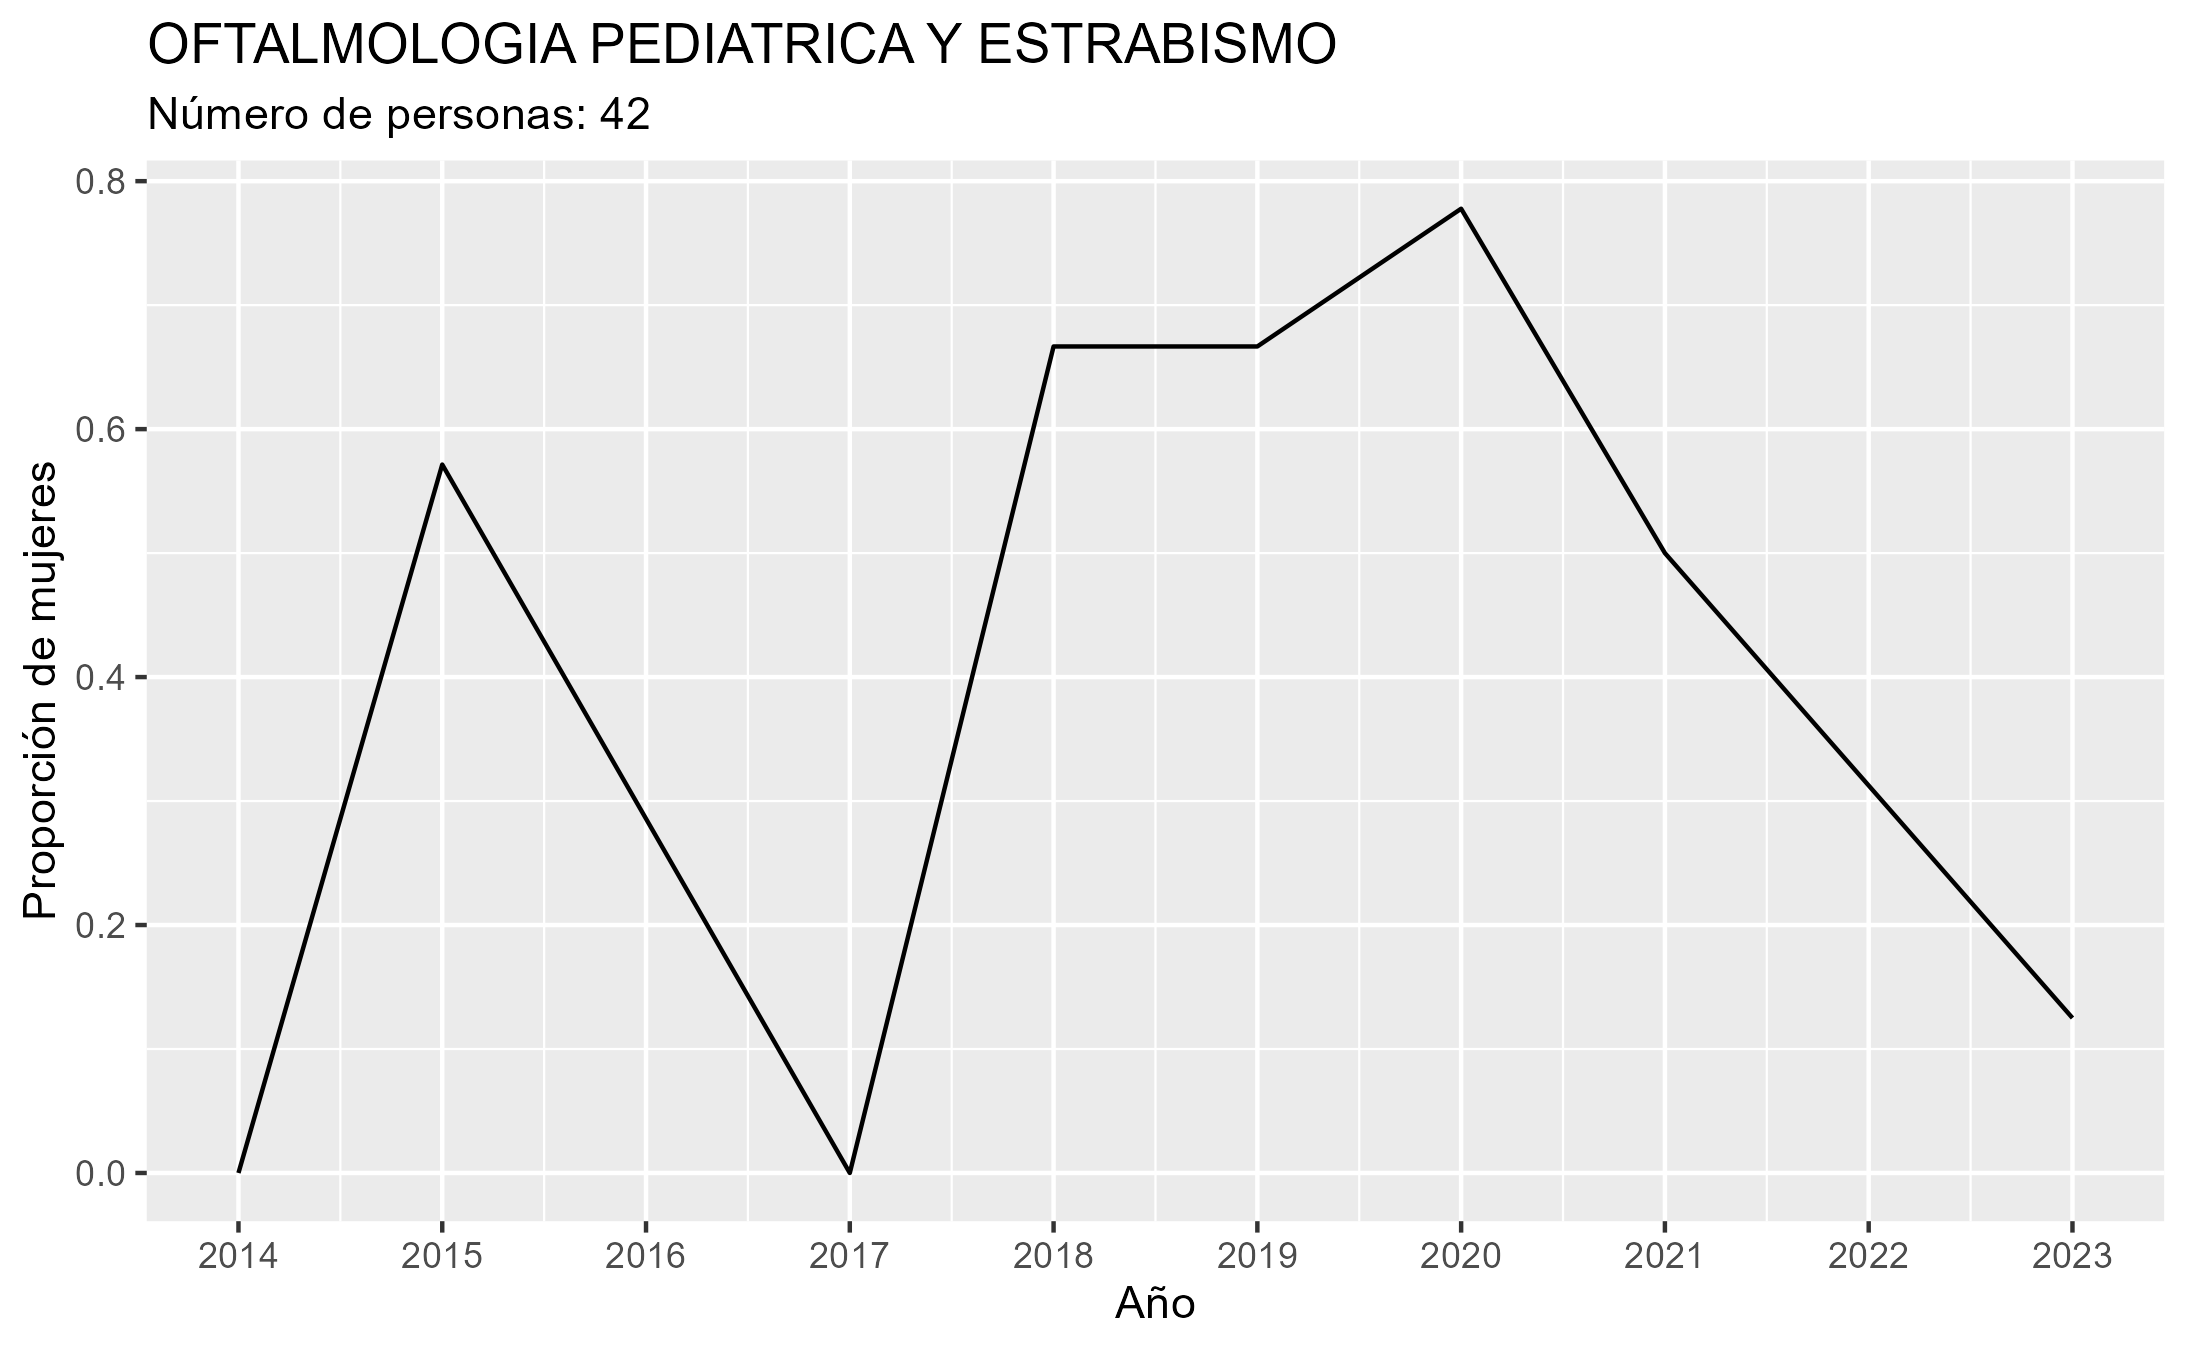 OFTALMOLOGIA PEDIATRICA Y ESTRABISMO
Número de personas: 42
Proporción de mujeres
0.8
0.6
0.4
0.2
0.0
2014 2015 2016 2017 2018 2019 2020 2021 2022 2023
Año